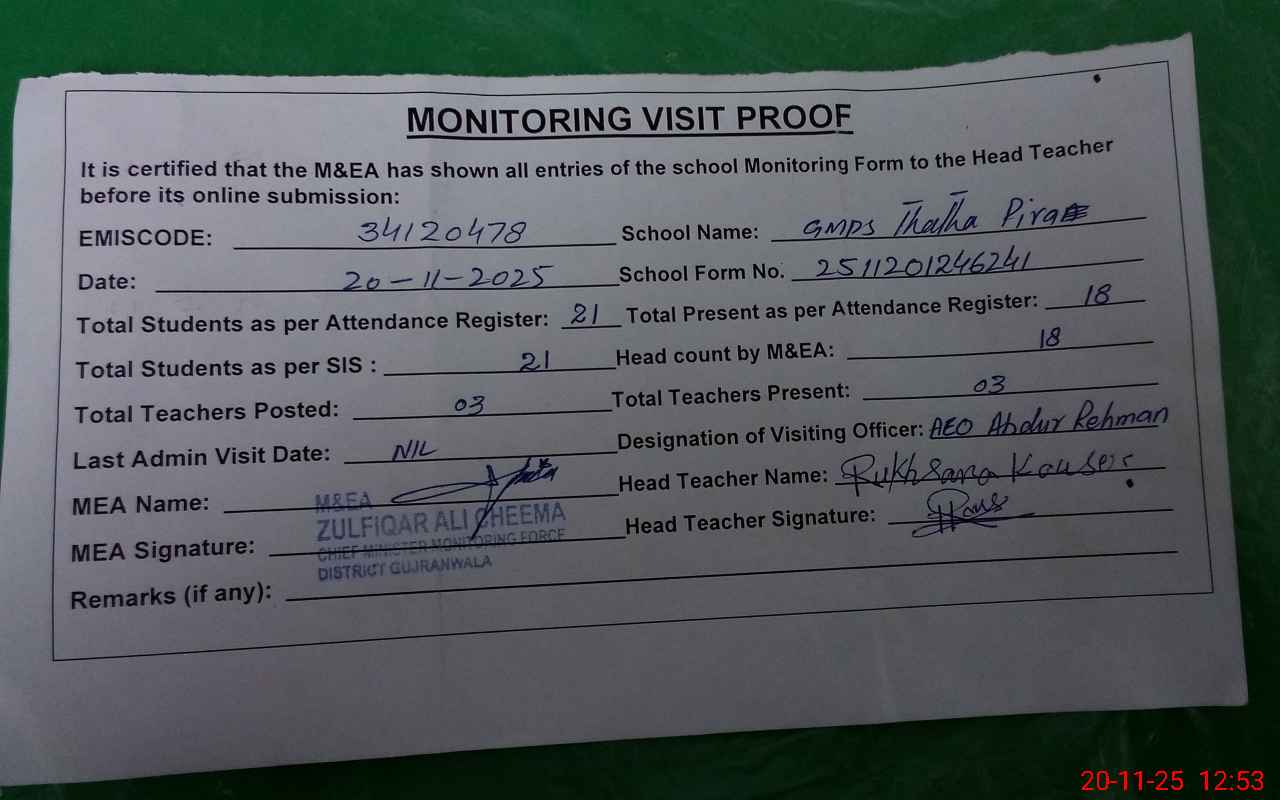 MONITORING VISIT PROOF
It is certified that the M&EA has shown all entries of the school Monitoring Form to the Head Teacher
before its online submission:
EMISCODE: 34120478 School Name: GMPS Thatha Piran
Date: 20-11-2025 School Form No. 2511201246241
Total Students as per Attendance Register: 21 Total Present as per Attendance Register: 18
Total Students as per SIS : 21 Head count by M&EA: 18
Total Teachers Posted: 03 Total Teachers Present: 03
Last Admin Visit Date: NIL Designation of Visiting Officer: AEO Abdur Rehman
MEA Name: Head Teacher Name: Rukhsana Kauser
M&EA
ZULFIQAR ALI CHEEMA
MEA Signature: Head Teacher Signature:
CHIEF MINISTER MONITORING FORCE
DISTRICT GUJRANWALA
Remarks (if any):
20-11-25 12:53